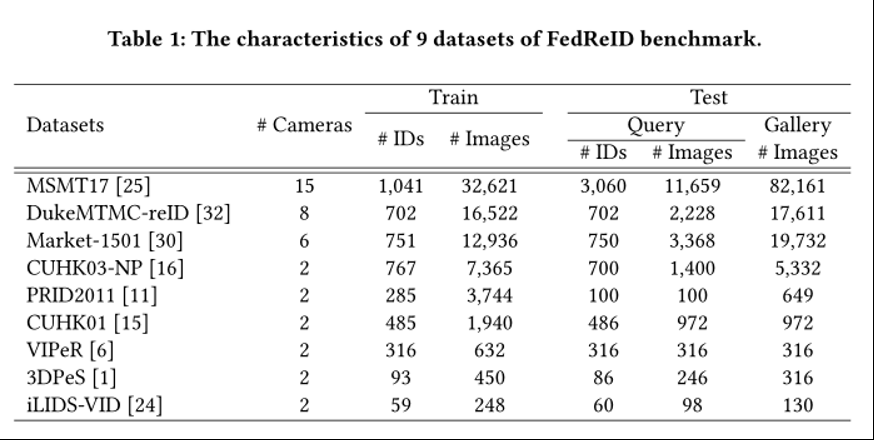 Table 1: The characteristics of 9 datasets of FedReID benchmark.
Train Test
Datasets # Cameras # IDs # Images Query Gallery
# IDs # Images # Images
MSMT17 [25] 15 1,041 32,621 3,060 11,659 82,161
DukeMTMC-reID [32] 8 702 16,522 702 2,228 17,611
Market-1501 [30] 6 751 12,936 750 3,368 19,732
CUHK03-NP [16] 2 767 7,365 700 1,400 5,332
PRID2011 [11] 2 285 3,744 100 100 649
CUHK01 [15] 2 485 1,940 486 972 972
VIPeR [6] 2 316 632 316 316 316
3DPeS [1] 2 93 450 86 246 316
iLIDS-VID [24] 2 59 248 60 98 130